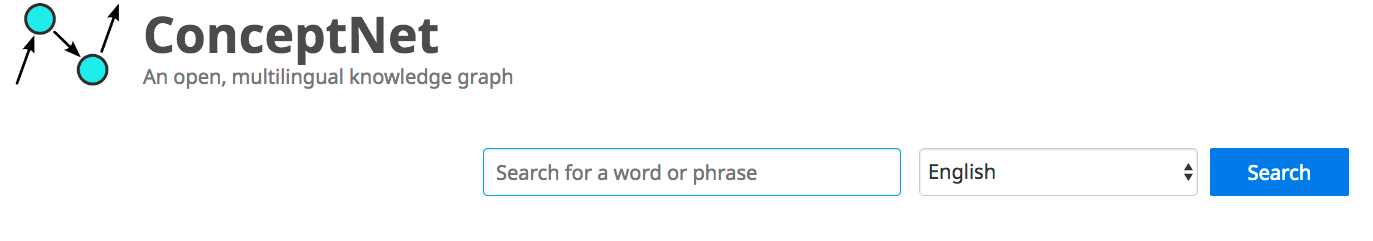 ConceptNet
An open, multilingual knowledge graph
Search for a word or phrase
English
Search